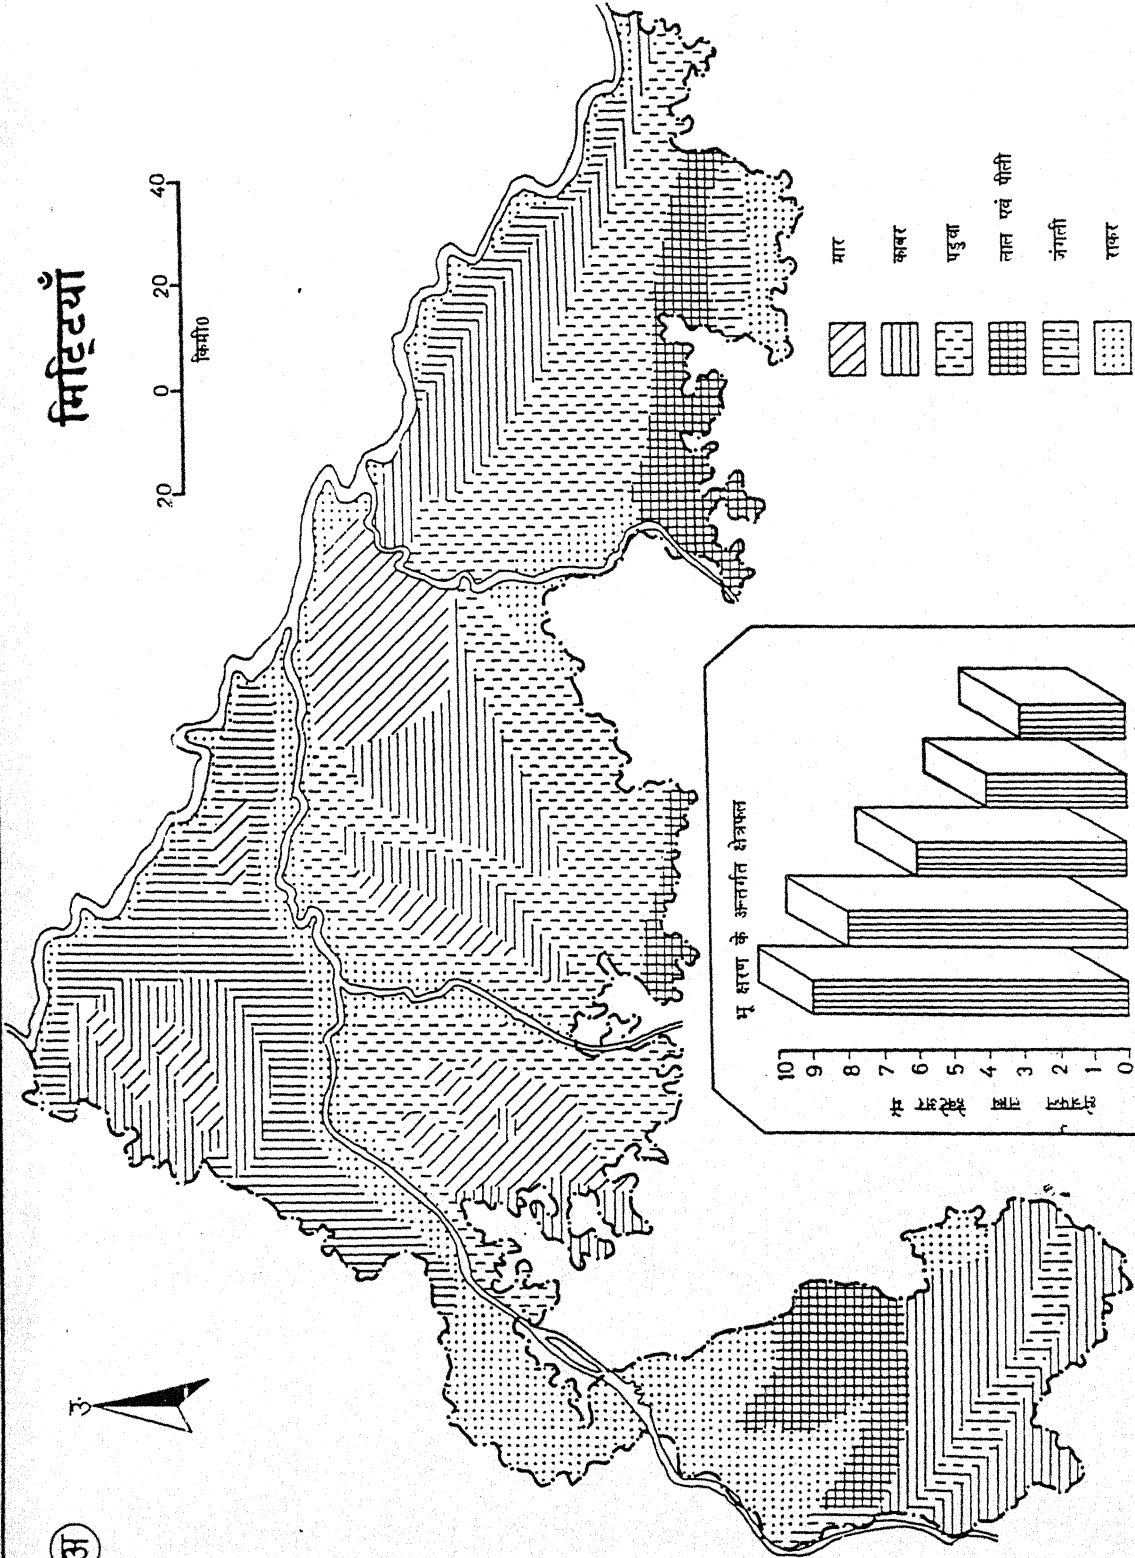 अ
उ०
मिट्टियाँ
20 0 20 40
किमी0
मार
काबर
पडुवा
लाल एवं पीली
जंगली
राकर
भू क्षरण के अन्तर्गत क्षेत्रफल
10
9
8
7
6
5
4
3
2
1
0